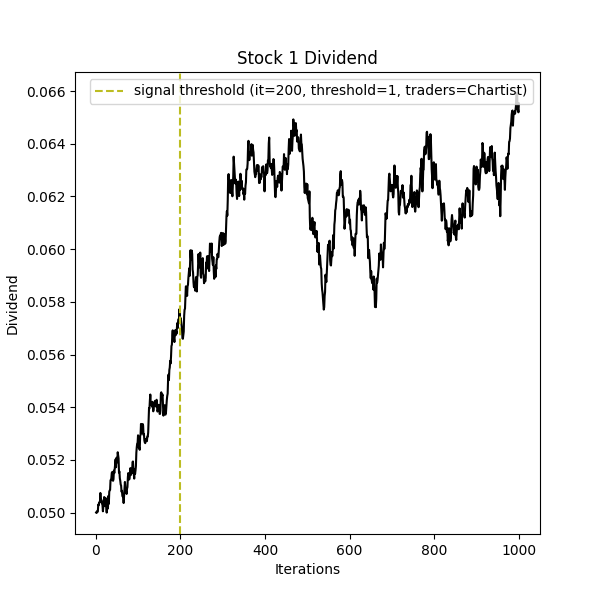 Stock 1 Dividend
signal threshold (it=200, threshold=1, traders=Chartist)
0.066
0.064
0.062
0.060
0.058
0.056
0.054
0.052
0.050
Dividend
0 200 400 600 800 1000
Iterations